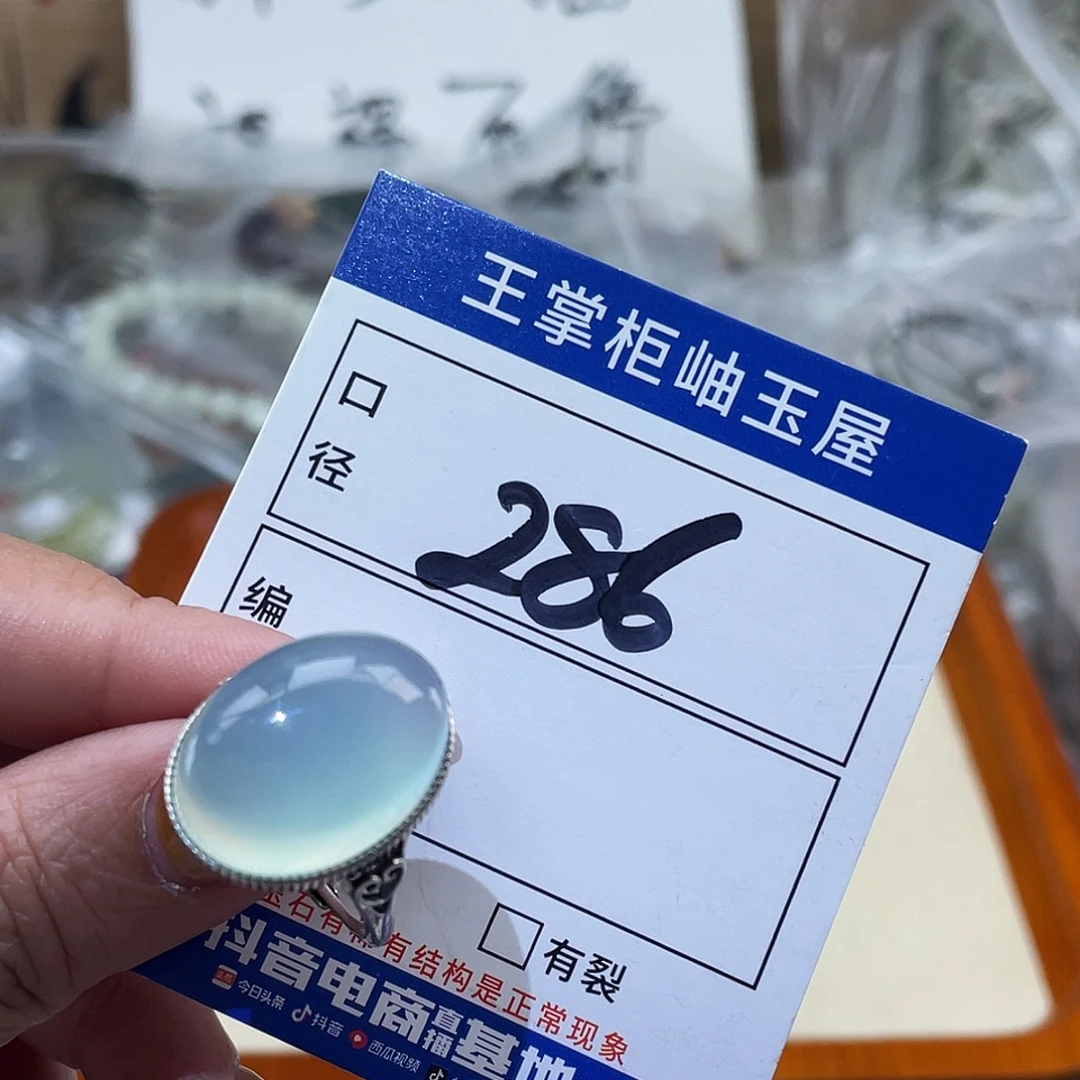 王掌柜岫玉屋
口径
286
编
有裂
玉石有棉有结构是正常现象
抖音电商直播基地
今日头条 抖音 西瓜视频